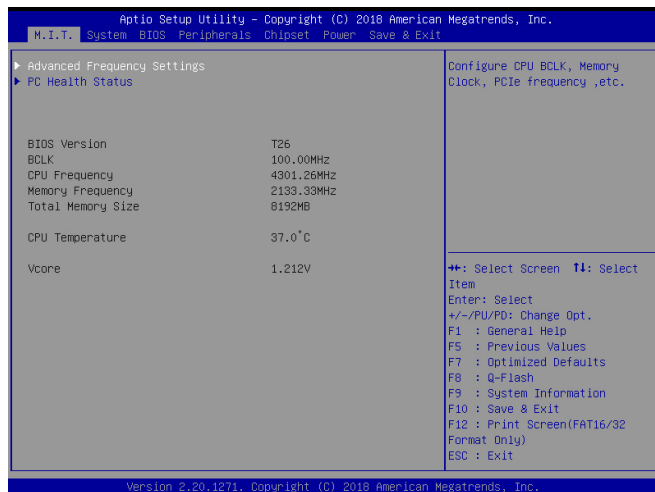 Aptio Setup Utility – Copyright (C) 2018 American Megatrends, Inc.
M.I.T. System BIOS Peripherals Chipset Power Save & Exit
Advanced Frequency Settings
PC Health Status
BIOS Version T26
BCLK 100.00MHz
CPU Frequency 4301.26MHz
Memory Frequency 2133.33MHz
Total Memory Size 8192MB
CPU Temperature 37.0°C
Vcore 1.212V
Configure CPU BCLK, Memory
Clock, PCIe frequency ,etc.
→←: Select Screen ↑↓: Select
Item
Enter: Select
+/-/PU/PD: Change Opt.
F1 : General Help
F5 : Previous Values
F7 : Optimized Defaults
F8 : Q-Flash
F9 : System Information
F10 : Save & Exit
F12 : Print Screen(FAT16/32
Format Only)
ESC : Exit
Version 2.20.1271. Copyright (C) 2018 American Megatrends, Inc.